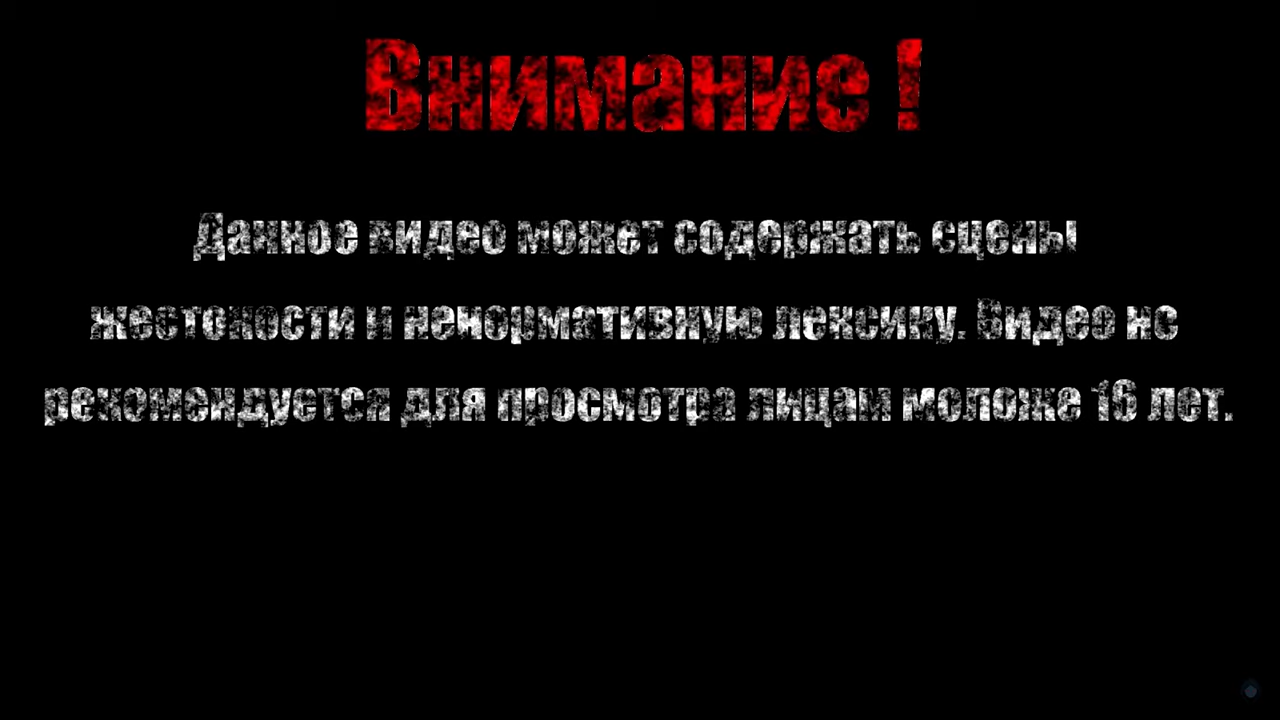 Внимание !
Данное видео может содержать сцены
жестокости и ненормативную лексику. Видео не
рекомендуется для просмотра лицам моложе 16 лет.